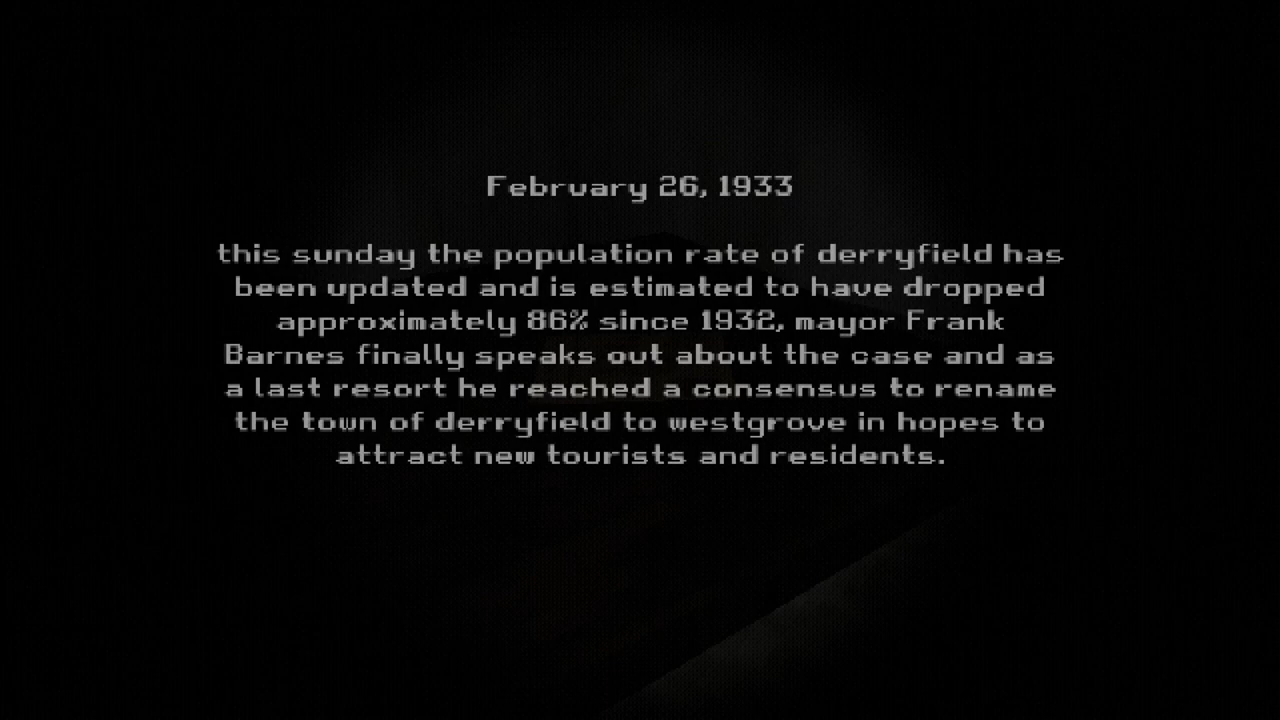 February 26, 1933
this sunday the population rate of derryfield has
been updated and is estimated to have dropped
approximately 86% since 1932, mayor Frank
Barnes finally speaks out about the case and as
a last resort he reached a consensus to rename
the town of derryfield to westgrove in hopes to
attract new tourists and residents.